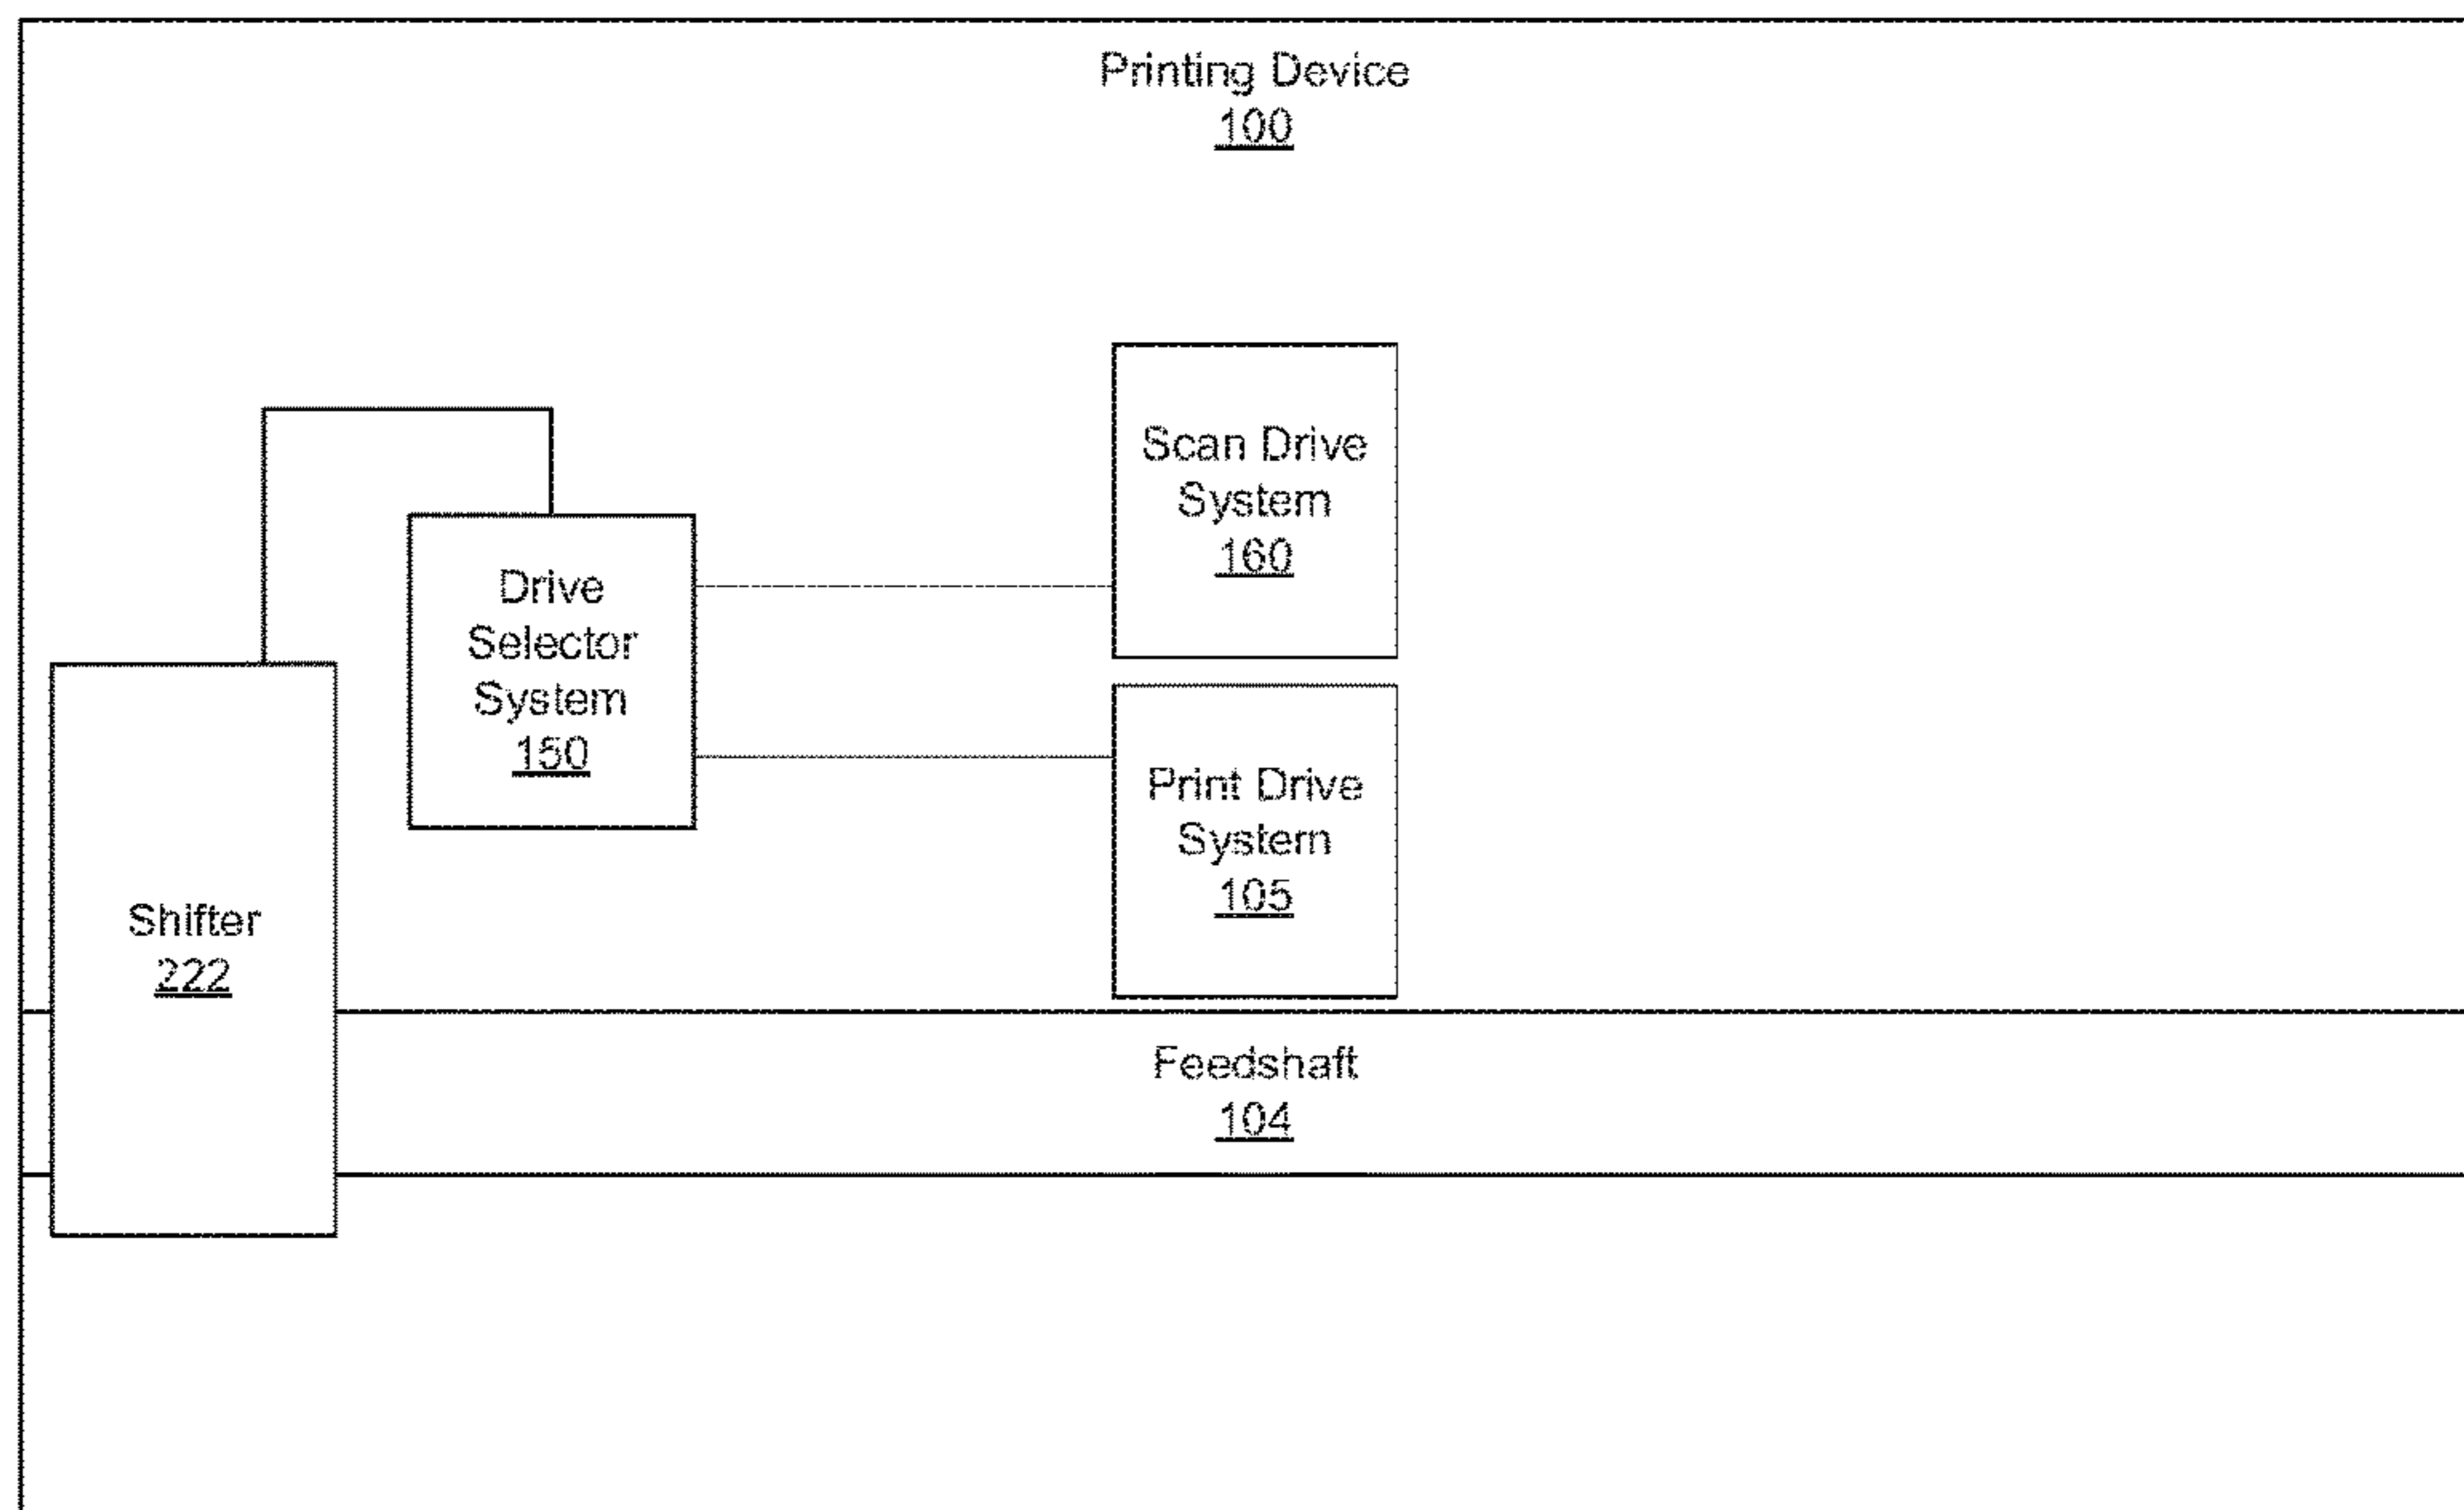 Printing Device
100
Scan Drive
System
160
Drive
Selector
System
150
Print Drive
System
105
Shifter
222
Feedshaft
104